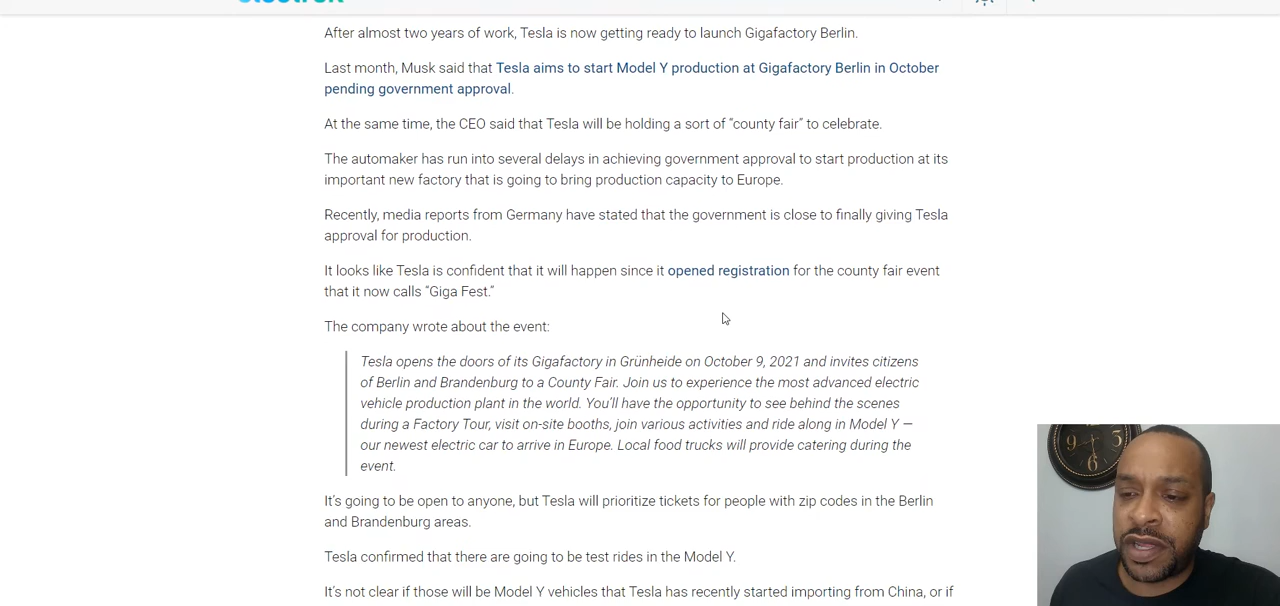 After almost two years of work, Tesla is now getting ready to launch Gigafactory Berlin.
Last month, Musk said that Tesla aims to start Model Y production at Gigafactory Berlin in October
pending government approval.
At the same time, the CEO said that Tesla will be holding a sort of “county fair” to celebrate.
The automaker has run into several delays in achieving government approval to start production at its
important new factory that is going to bring production capacity to Europe.
Recently, media reports from Germany have stated that the government is close to finally giving Tesla
approval for production.
It looks like Tesla is confident that it will happen since it opened registration for the county fair event
that it now calls “Giga Fest.”
The company wrote about the event:
Tesla opens the doors of its Gigafactory in Grünheide on October 9, 2021 and invites citizens
of Berlin and Brandenburg to a County Fair. Join us to experience the most advanced electric
vehicle production plant in the world. You’ll have the opportunity to see behind the scenes
during a Factory Tour, visit on-site booths, join various activities and ride along in Model Y —
our newest electric car to arrive in Europe. Local food trucks will provide catering during the
event.
It’s going to be open to anyone, but Tesla will prioritize tickets for people with zip codes in the Berlin
and Brandenburg areas.
Tesla confirmed that there are going to be test rides in the Model Y.
It’s not clear if those will be Model Y vehicles that Tesla has recently started importing from China, or if
9 3
6